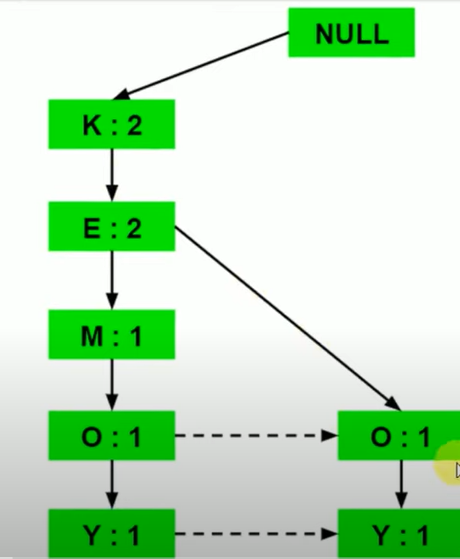 NULL
K : 2
E : 2
M : 1
O : 1
O : 1
Y : 1
Y : 1